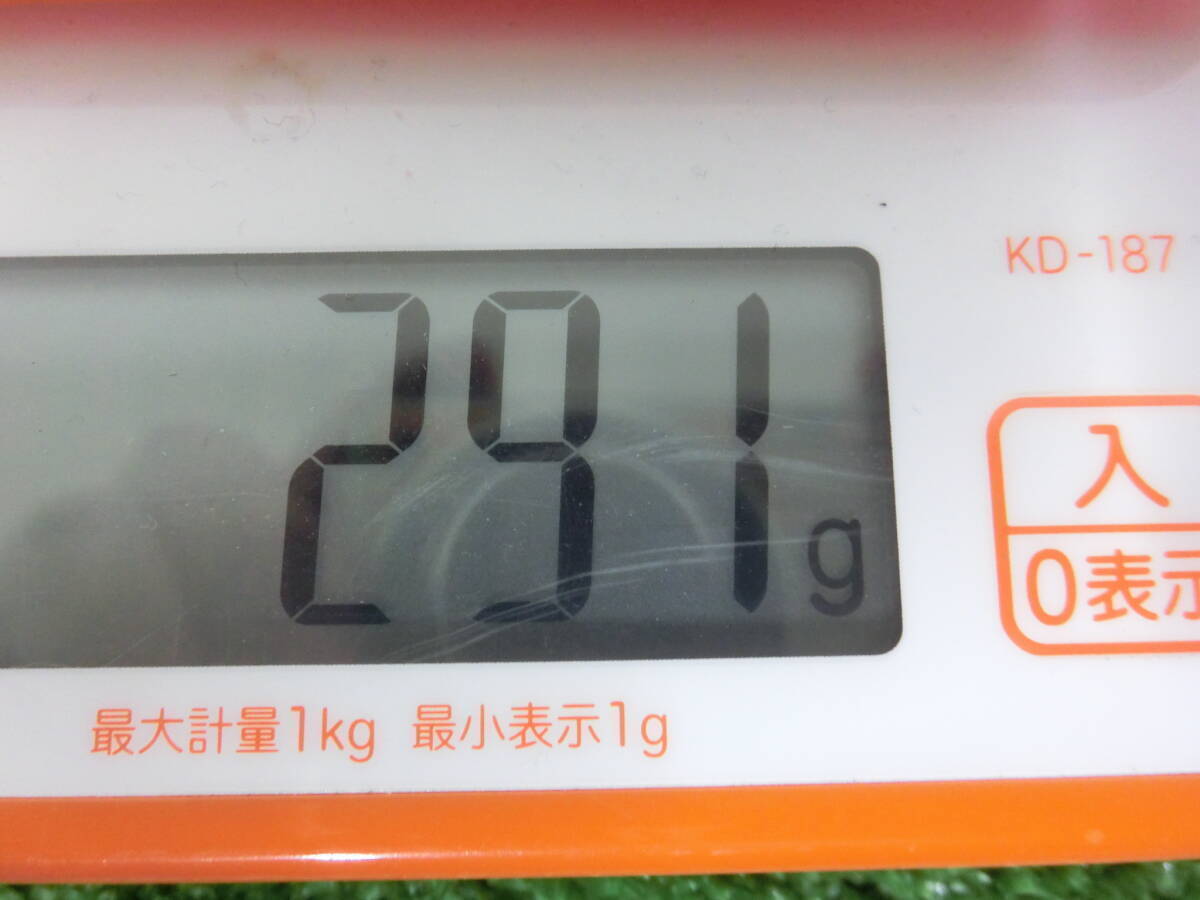 KD-187
291g
入
0表示
最大計量1kg 最小表示1g